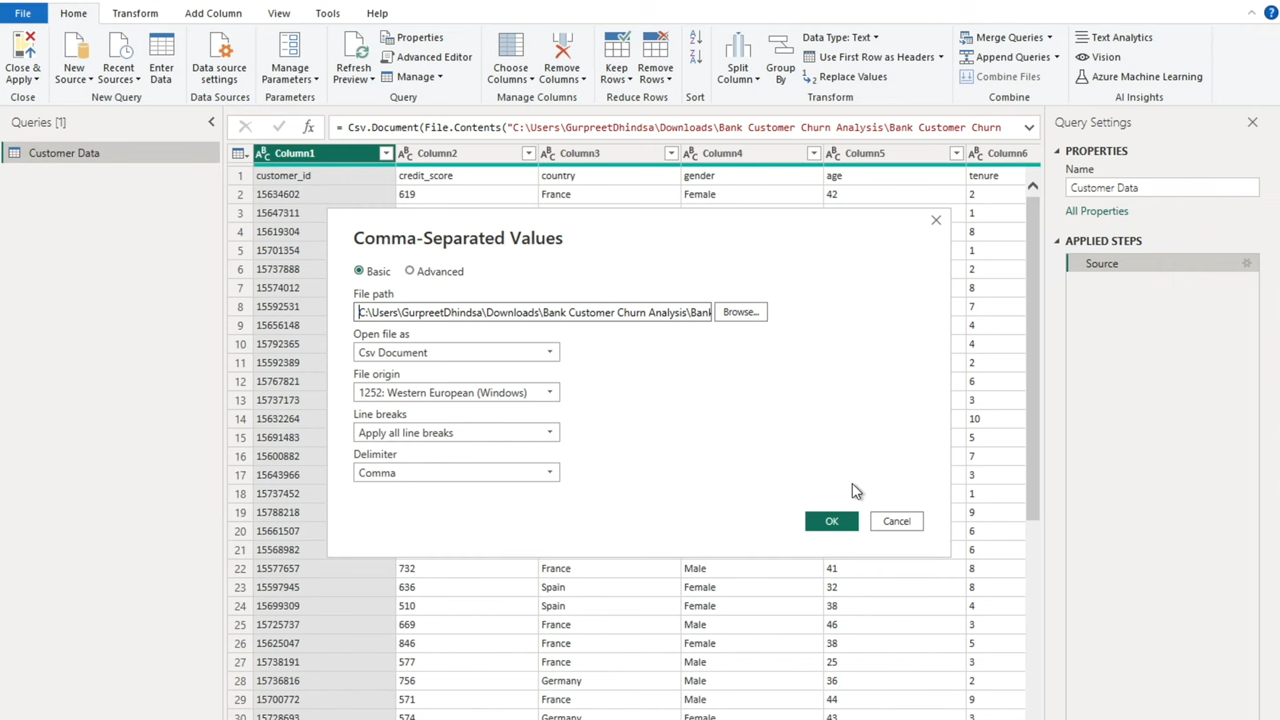 File Home Transform Add Column View Tools Help
Close & Apply New Source Recent Sources Enter Data Data source settings Manage Parameters Refresh Preview Properties Advanced Editor Manage Choose Columns Remove Columns Keep Rows Remove Rows Split Column Group By Data Type: Text Use First Row as Headers Replace Values Merge Queries Append Queries Combine Files Text Analytics Vision Azure Machine Learning
Close New Query Data Sources Parameters Query Manage Columns Reduce Rows Sort Transform Combine AI Insights
Queries [1]
Customer Data
= Csv.Document(File.Contents("C:\Users\GurpreetDhindsa\Downloads\Bank Customer Churn Analysis\Bank Customer Churn
Column1 Column2 Column3 Column4 Column5 Column6
1 customer_id credit_score country gender age tenure
2 15634602 619 France Female 42 2
3 15647311 1
4 15619304 8
5 15701354 1
6 15737888 2
7 15574012 8
8 15592531 7
9 15656148 4
10 15792365 4
11 15592389 2
12 15767821 6
13 15737173 3
14 15632264 10
15 15691483 5
16 15600882 7
17 15643966 3
18 15737452 1
19 15788218 9
20 15661507 6
21 15568982 6
22 15577657 732 France Male 41 8
23 15597945 636 Spain Female 32 8
24 15699309 510 Spain Female 38 4
25 15725737 669 France Male 46 3
26 15625047 846 France Female 38 5
27 15738191 577 France Male 25 3
28 15736816 756 Germany Male 36 2
29 15700772 571 France Male 44 9
30 15728693 574 Germany Female 43 3
Comma-Separated Values
Basic Advanced
File path
C:\Users\GurpreetDhindsa\Downloads\Bank Customer Churn Analysis\Bank Browse...
Open file as
Csv Document
File origin
1252: Western European (Windows)
Line breaks
Apply all line breaks
Delimiter
Comma
OK Cancel
Query Settings
PROPERTIES
Name
Customer Data
All Properties
APPLIED STEPS
Source